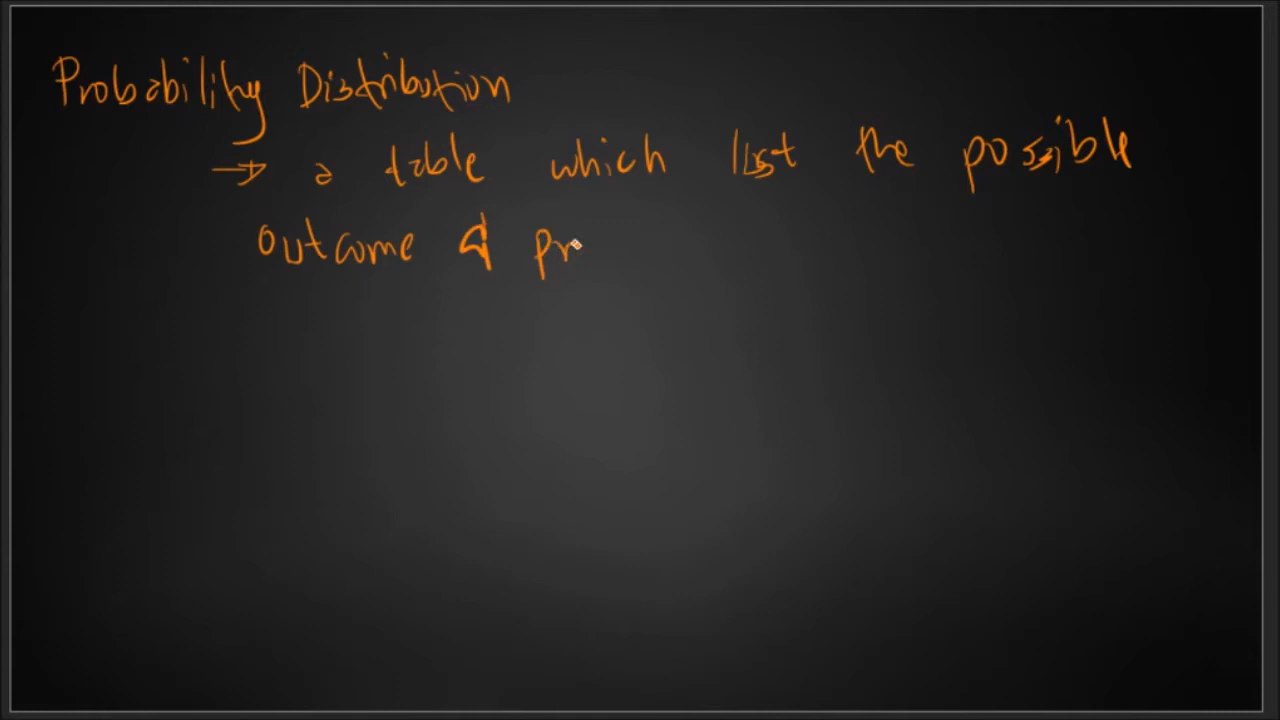 Probability Distribution
→ a table which list the possible
outcome & pr